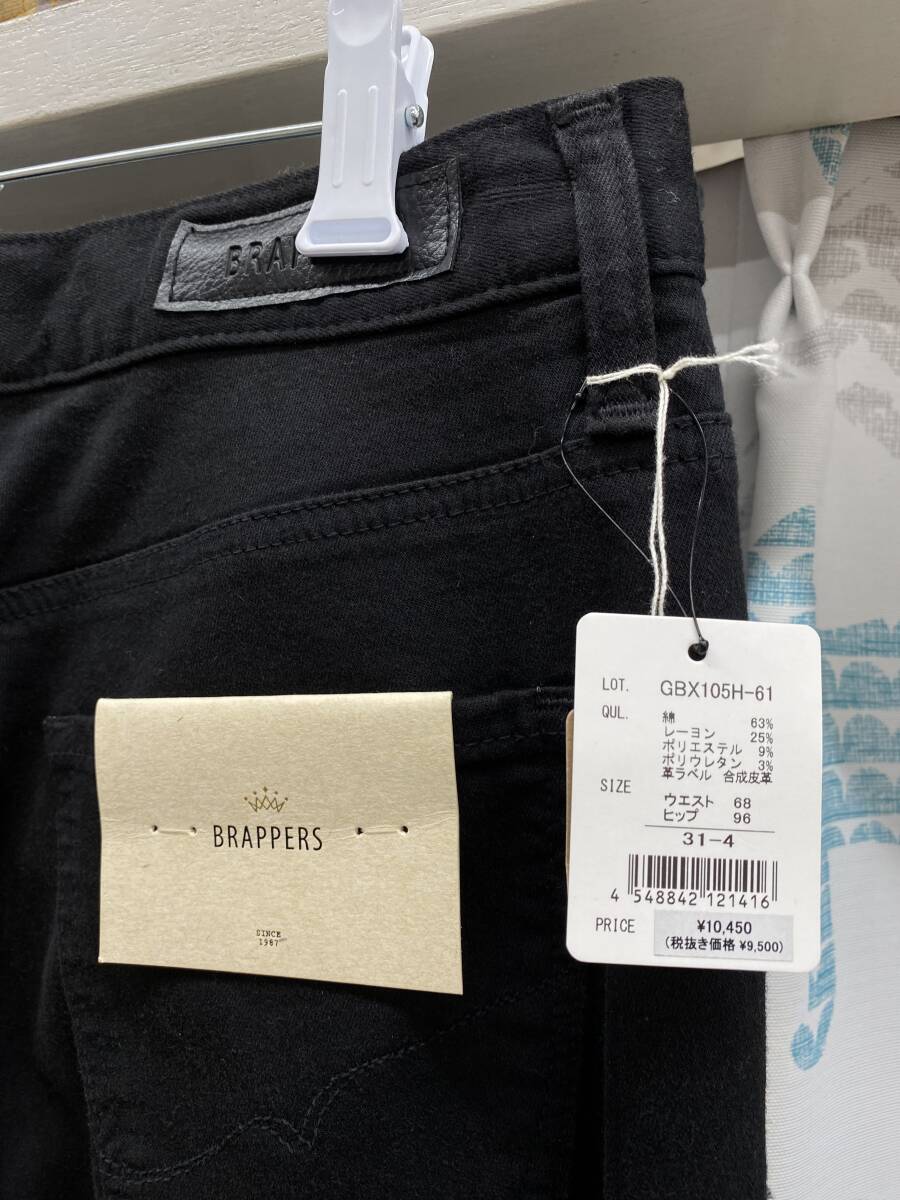 BRAPPERS
SINCE
1987
LOT. GBX105H-61
QUL. 綿 63%
レーヨン 25%
ポリエステル 9%
ポリウレタン 3%
革ラベル 合成皮革
SIZE
ウエスト 68
ヒップ 96
31-4
4 548842 121416
PRICE ¥10,450
(税抜き価格 ¥9,500)